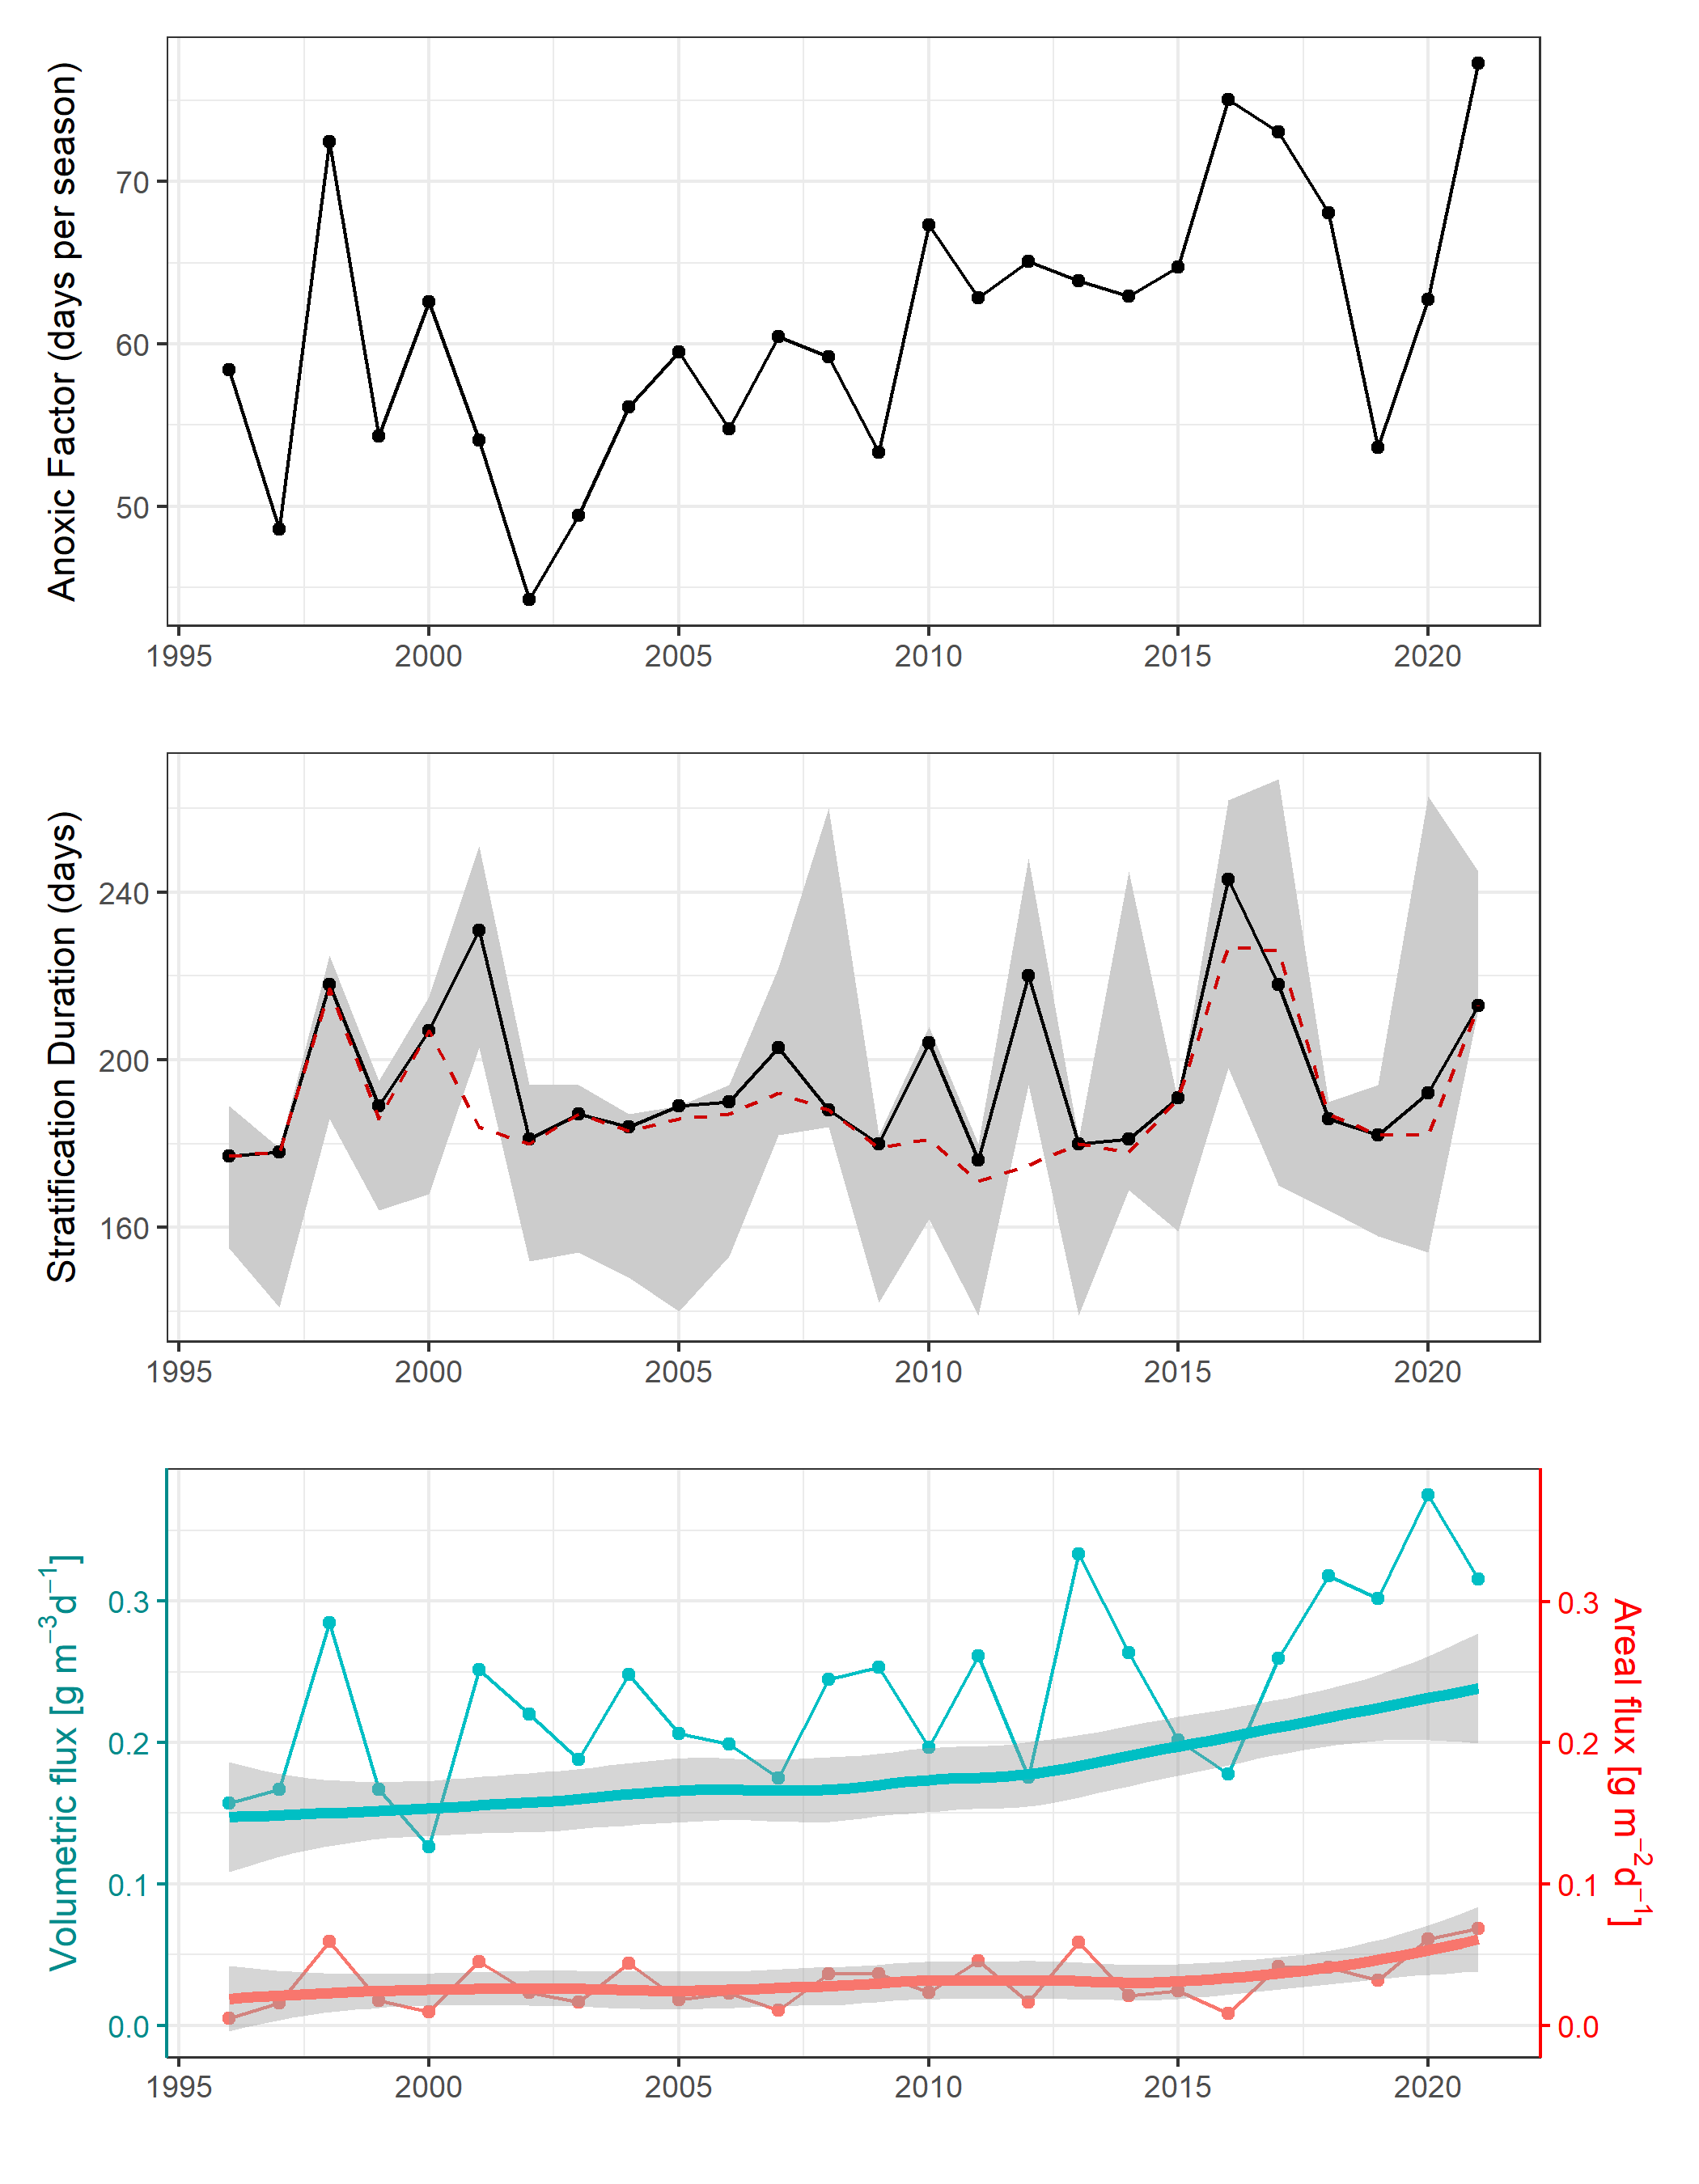 Anoxic Factor (days per season)
70
60
50
1995 2000 2005 2010 2015 2020
Stratification Duration (days)
240
200
160
1995 2000 2005 2010 2015 2020
Volumetric flux [g m⁻³d⁻¹]
0.3
0.2
0.1
0.0
0.3
0.2
0.1
0.0
Areal flux [g m⁻²d⁻¹]
1995 2000 2005 2010 2015 2020